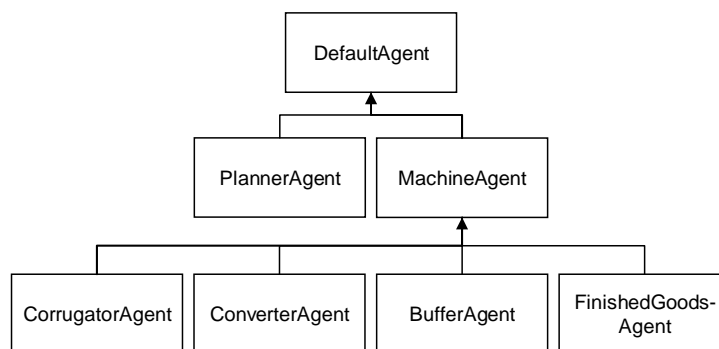 DefaultAgent
PlannerAgent
MachineAgent
CorrugatorAgent
ConverterAgent
BufferAgent
FinishedGoods-
Agent